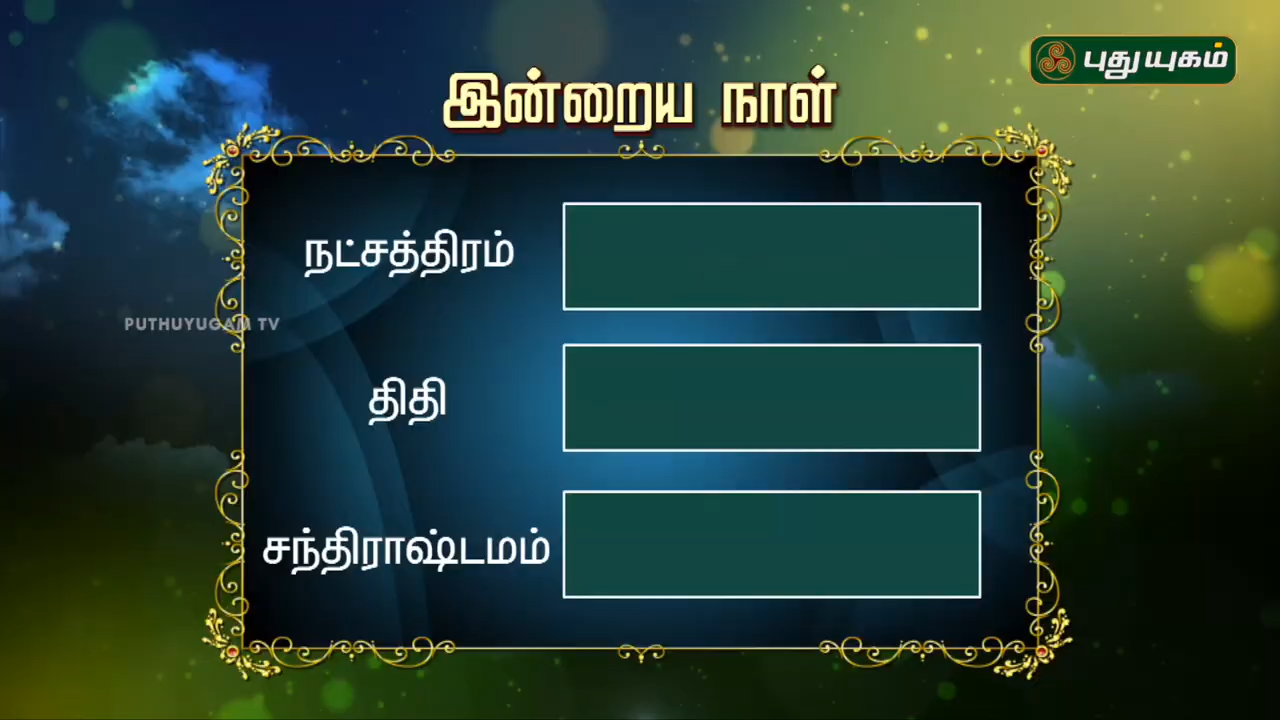 புதுயுகம்
இன்றைய நாள்
நட்சத்திரம்
PUTHUYUGAM TV
திதி
சந்திராஷ்டமம்